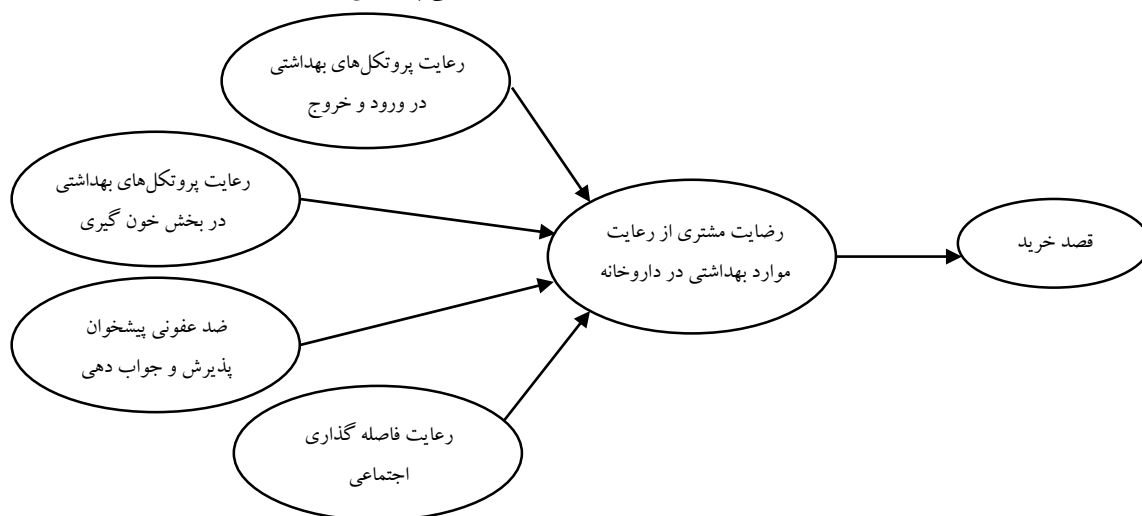 رعایت پروتکل‌های بهداشتی
در ورود و خروج
رعایت پروتکل‌های بهداشتی
در بخش خون گیری
رضایت مشتری از رعایت
موارد بهداشتی در داروخانه
قصد خرید
ضد عفونی پیشخوان
پذیرش و جواب دهی
رعایت فاصله گذاری
اجتماعی